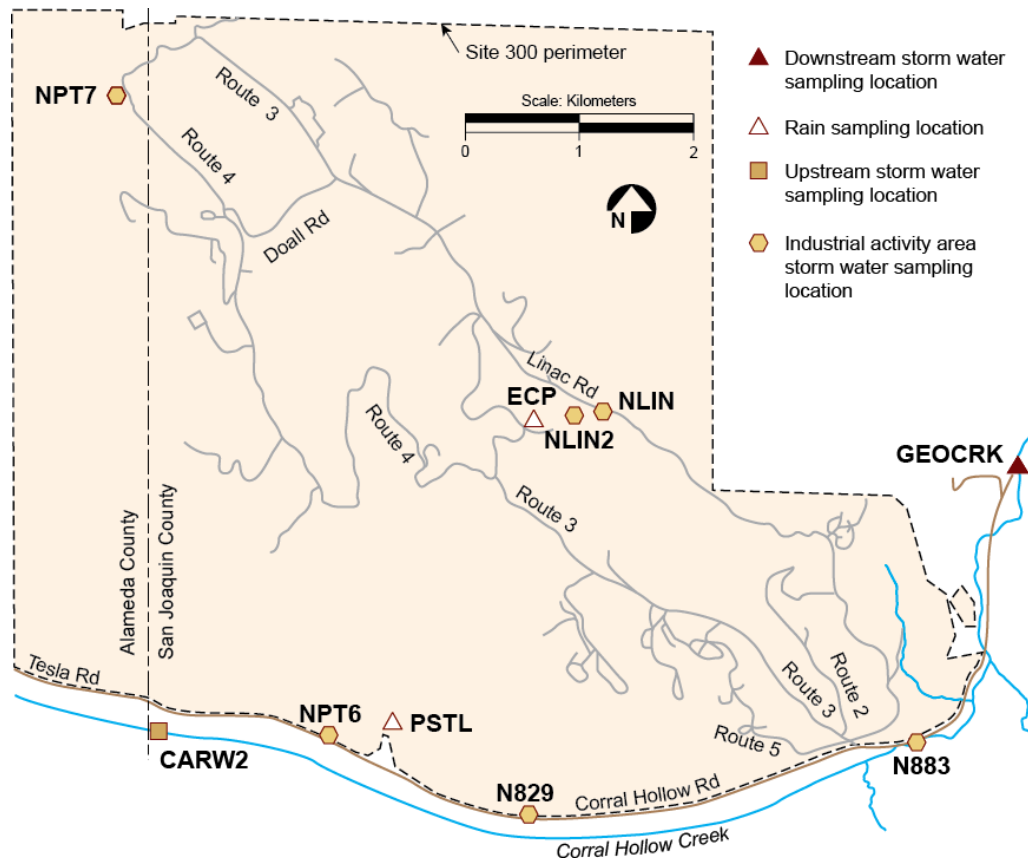 Site 300 perimeter
NPT7
Route 3
Route 4
Doall Rd
Scale: Kilometers
0
1
2
N
Downstream storm water
sampling location
Rain sampling location
Upstream storm water
sampling location
Industrial activity area
storm water sampling
location
Linac Rd
ECP
NLIN
NLIN2
Route 4
GEOCRK
Route 3
Alameda County
San Joaquin County
Tesla Rd
NPT6
PSTL
Route 3
Route 2
Route 5
CARW2
N883
N829
Corral Hollow Rd
Corral Hollow Creek